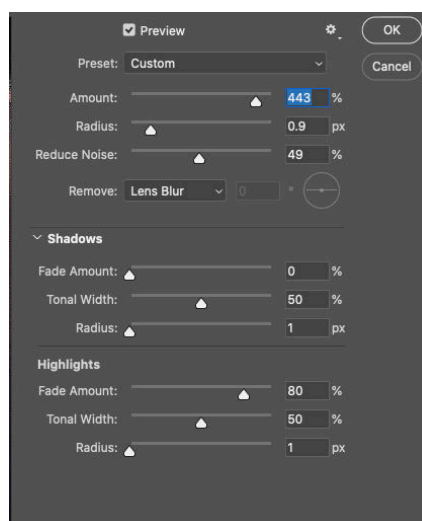 Preview
OK
Preset: Custom
Cancel
Amount: 443 %
Radius: 0.9 px
Reduce Noise: 49 %
Remove: Lens Blur 0 °
Shadows
Fade Amount: 0 %
Tonal Width: 50 %
Radius: 1 px
Highlights
Fade Amount: 80 %
Tonal Width: 50 %
Radius: 1 px